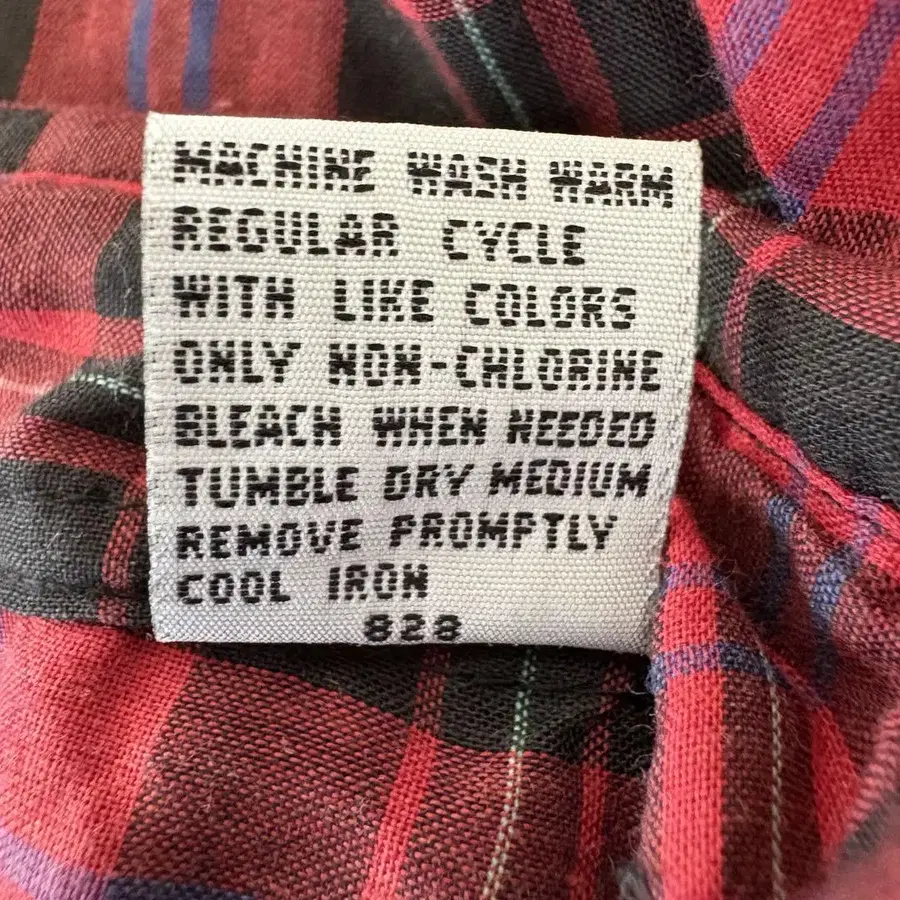 MACHINE WASH WARM
REGULAR CYCLE
WITH LIKE COLORS
ONLY NON-CHLORINE
BLEACH WHEN NEEDED
TUMBLE DRY MEDIUM
REMOVE PROMPTLY
COOL IRON
828